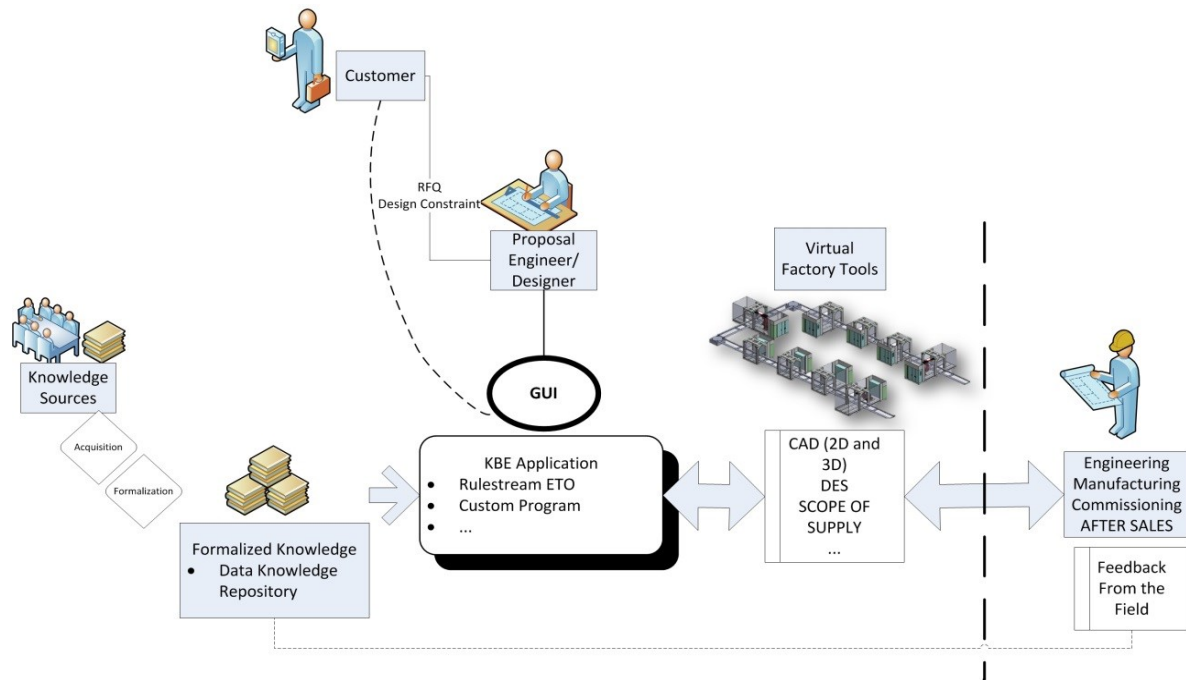 Customer
RFQ
Design Constraint
Proposal
Engineer/
Designer
Virtual
Factory Tools
Knowledge
Sources
Acquisition
Formalization
GUI
Formalized Knowledge
• Data Knowledge
Repository
KBE Application
• Rulestream ETO
• Custom Program
• ...
CAD (2D and
3D)
DES
SCOPE OF
SUPPLY
...
Engineering
Manufacturing
Commissioning
AFTER SALES
Feedback
From the
Field